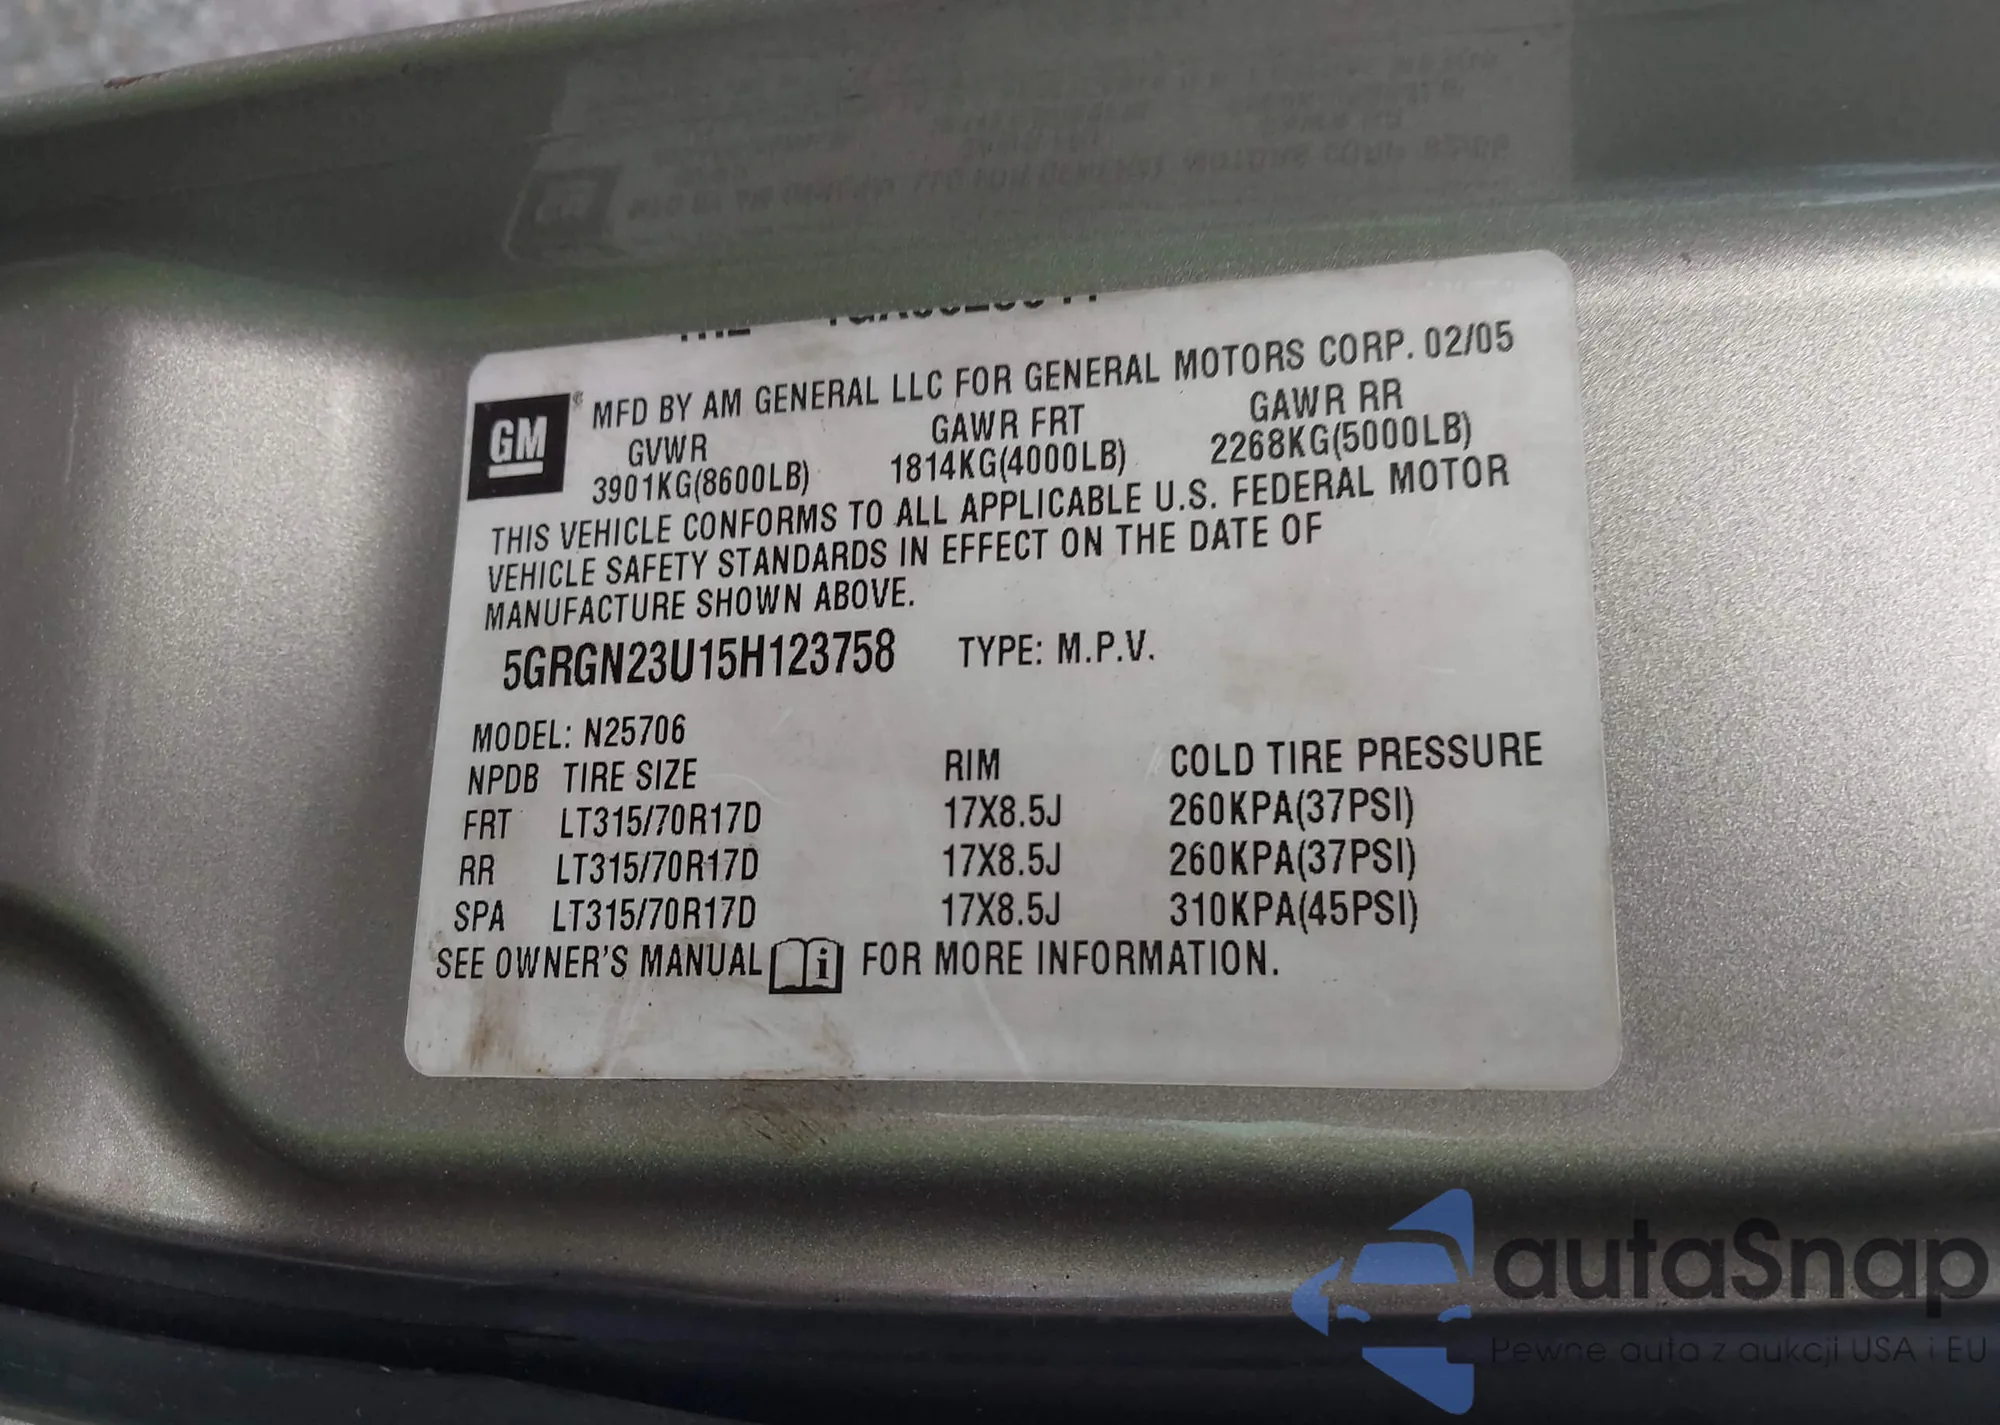 MFD BY AM GENERAL LLC FOR GENERAL MOTORS CORP. 02/05
GM
GVWR GAWR FRT GAWR RR
3901KG(8600LB) 1814KG(4000LB) 2268KG(5000LB)
THIS VEHICLE CONFORMS TO ALL APPLICABLE U.S. FEDERAL MOTOR
VEHICLE SAFETY STANDARDS IN EFFECT ON THE DATE OF
MANUFACTURE SHOWN ABOVE.
5GRGN23U15H123758 TYPE: M.P.V.
MODEL: N25706
NPDB TIRE SIZE RIM COLD TIRE PRESSURE
FRT LT315/70R17D 17X8.5J 260KPA(37PSI)
RR LT315/70R17D 17X8.5J 260KPA(37PSI)
SPA LT315/70R17D 17X8.5J 310KPA(45PSI)
SEE OWNER'S MANUAL i FOR MORE INFORMATION.
autaSnap
Pewne auta z aukcji USA i EU